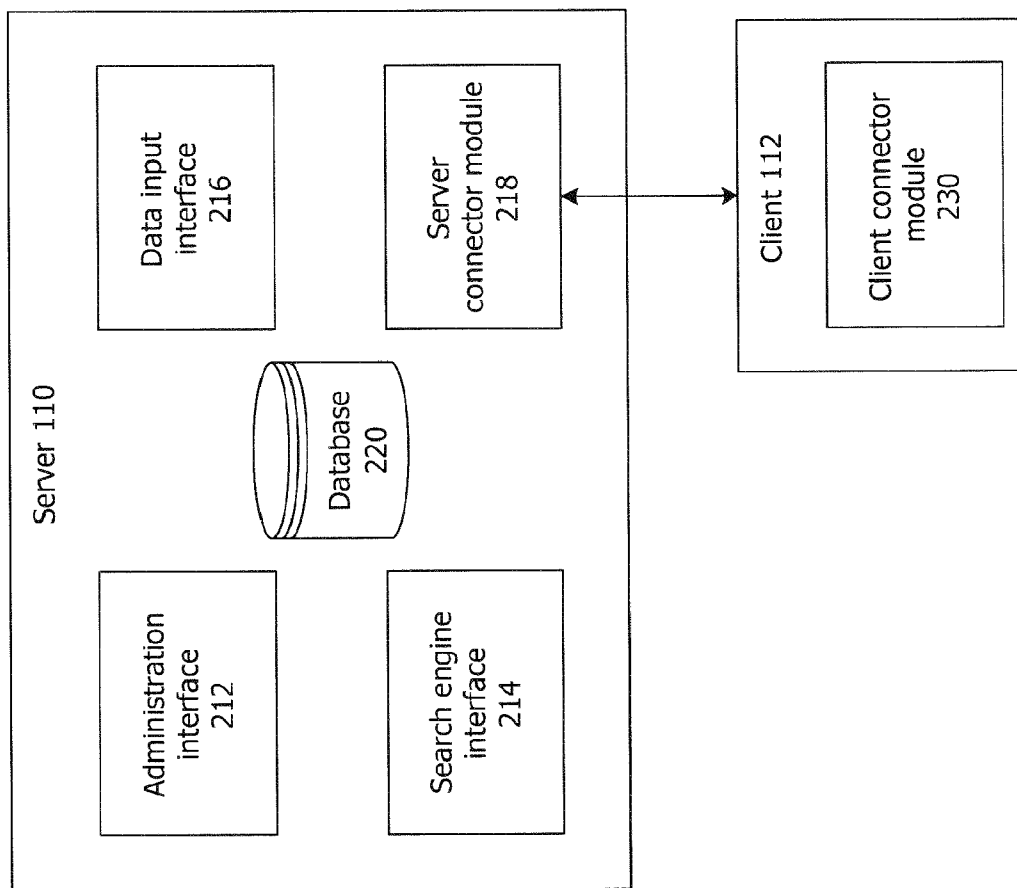 Server 110
Administration
interface
212
Data input
interface
216
Database
220
Search engine
interface
214
Server
connector module
218
Client 112
Client connector
module
230